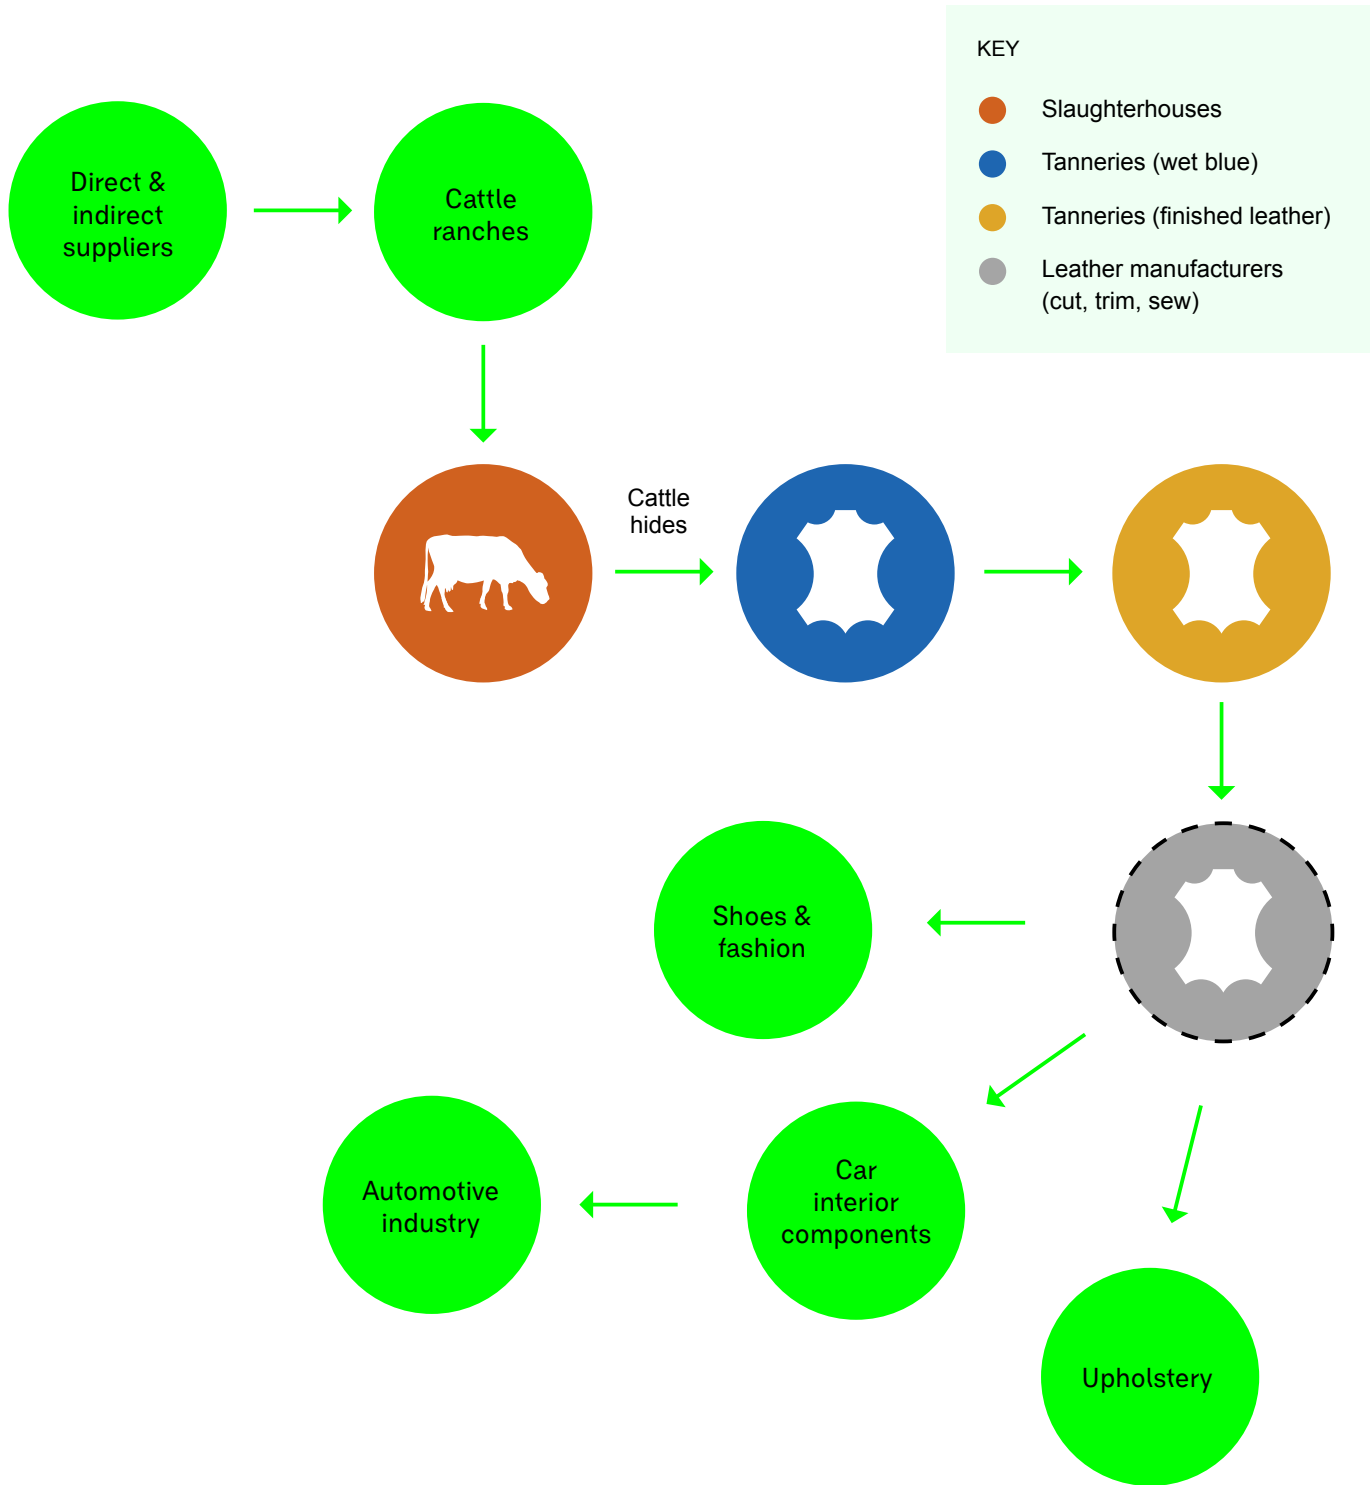 KEY
Slaughterhouses
Tanneries (wet blue)
Tanneries (finished leather)
Leather manufacturers
(cut, trim, sew)
Direct &
indirect
suppliers
Cattle
ranches
Cattle
hides
Shoes &
fashion
Automotive
industry
Car
interior
components
Upholstery